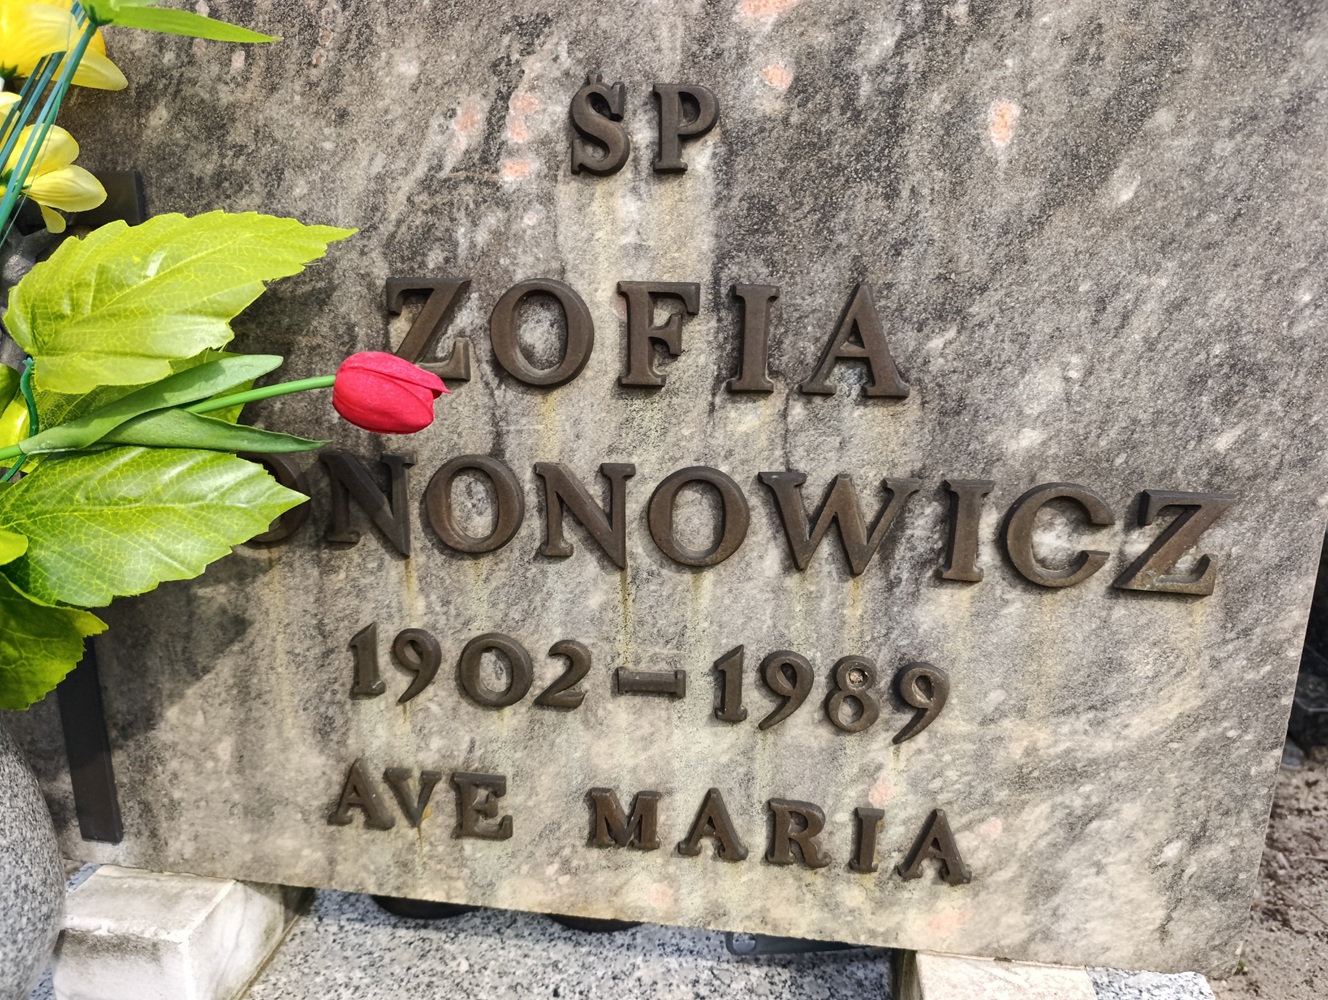 ŚP
ZOFIA
ONONOWICZ
1902-1989
AVE MARIA